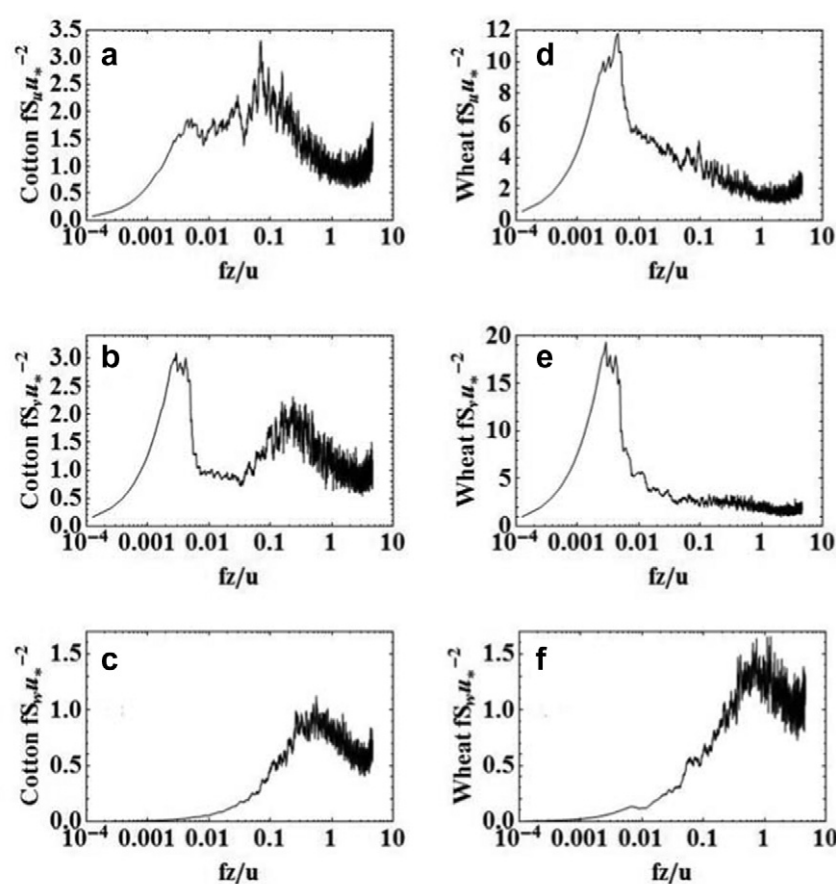 a
Cotton fSᵤu*⁻²
3.5
3.0
2.5
2.0
1.5
1.0
0.5
0.0
10⁻⁴ 0.001 0.01 0.1 1 10
fz/u
d
Wheat fSᵤu*⁻²
12
10
8
6
4
2
0
10⁻⁴ 0.001 0.01 0.1 1 10
fz/u
b
Cotton fSᵥu*⁻²
3.0
2.5
2.0
1.5
1.0
0.5
0.0
10⁻⁴ 0.001 0.01 0.1 1 10
fz/u
e
Wheat fSᵥu*⁻²
20
15
10
5
0
10⁻⁴ 0.001 0.01 0.1 1 10
fz/u
c
Cotton fS_w u*⁻²
1.5
1.0
0.5
0.0
10⁻⁴ 0.001 0.01 0.1 1 10
fz/u
f
Wheat fS_w u*⁻²
1.5
1.0
0.5
0.0
10⁻⁴ 0.001 0.01 0.1 1 10
fz/u